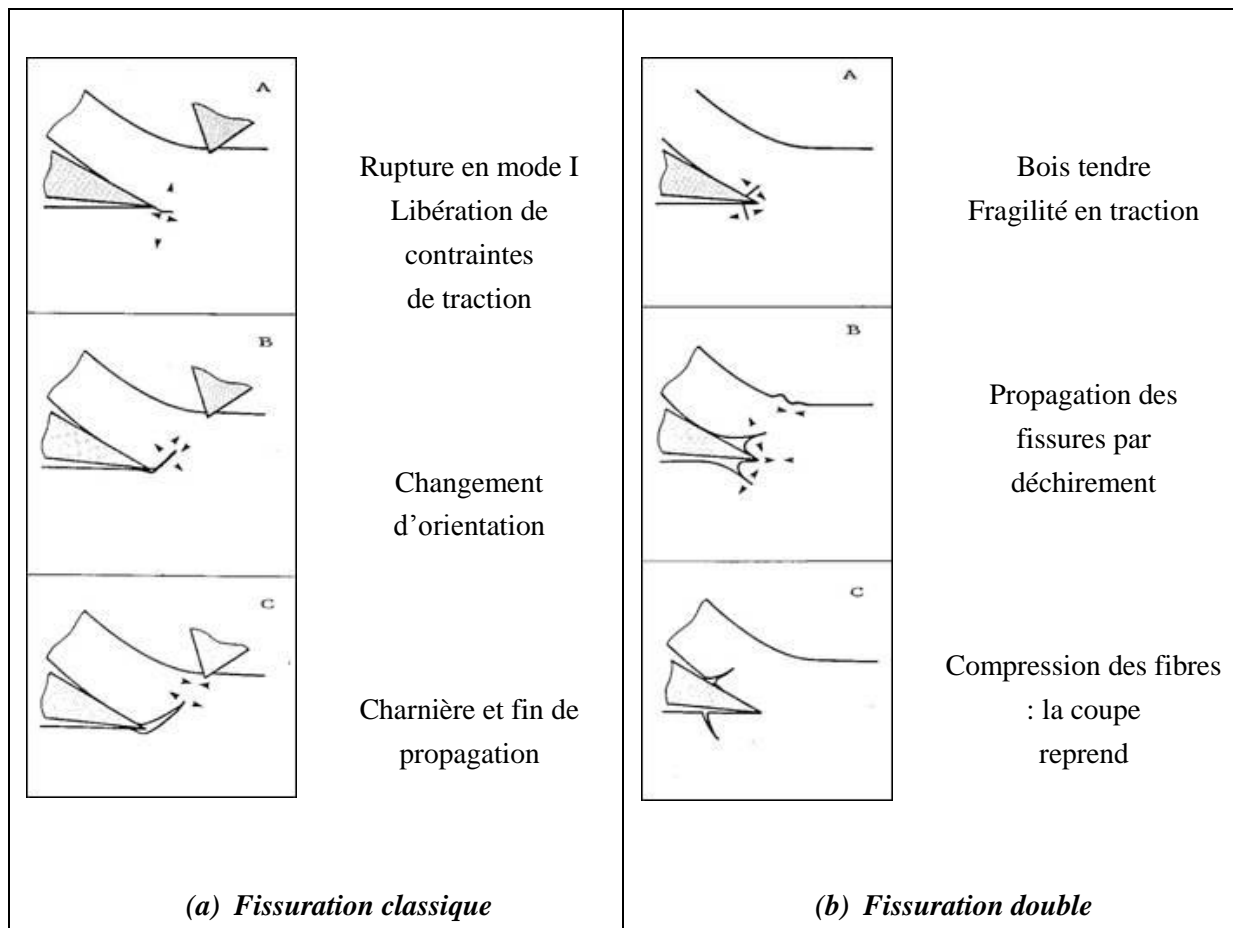 A
Rupture en mode I
Libération de
contraintes
de traction
B
Changement
d'orientation
C
Charnière et fin de
propagation
(a) Fissuration classique
A
Bois tendre
Fragilité en traction
B
Propagation des
fissures par
déchirement
C
Compression des fibres
: la coupe
reprend
(b) Fissuration double